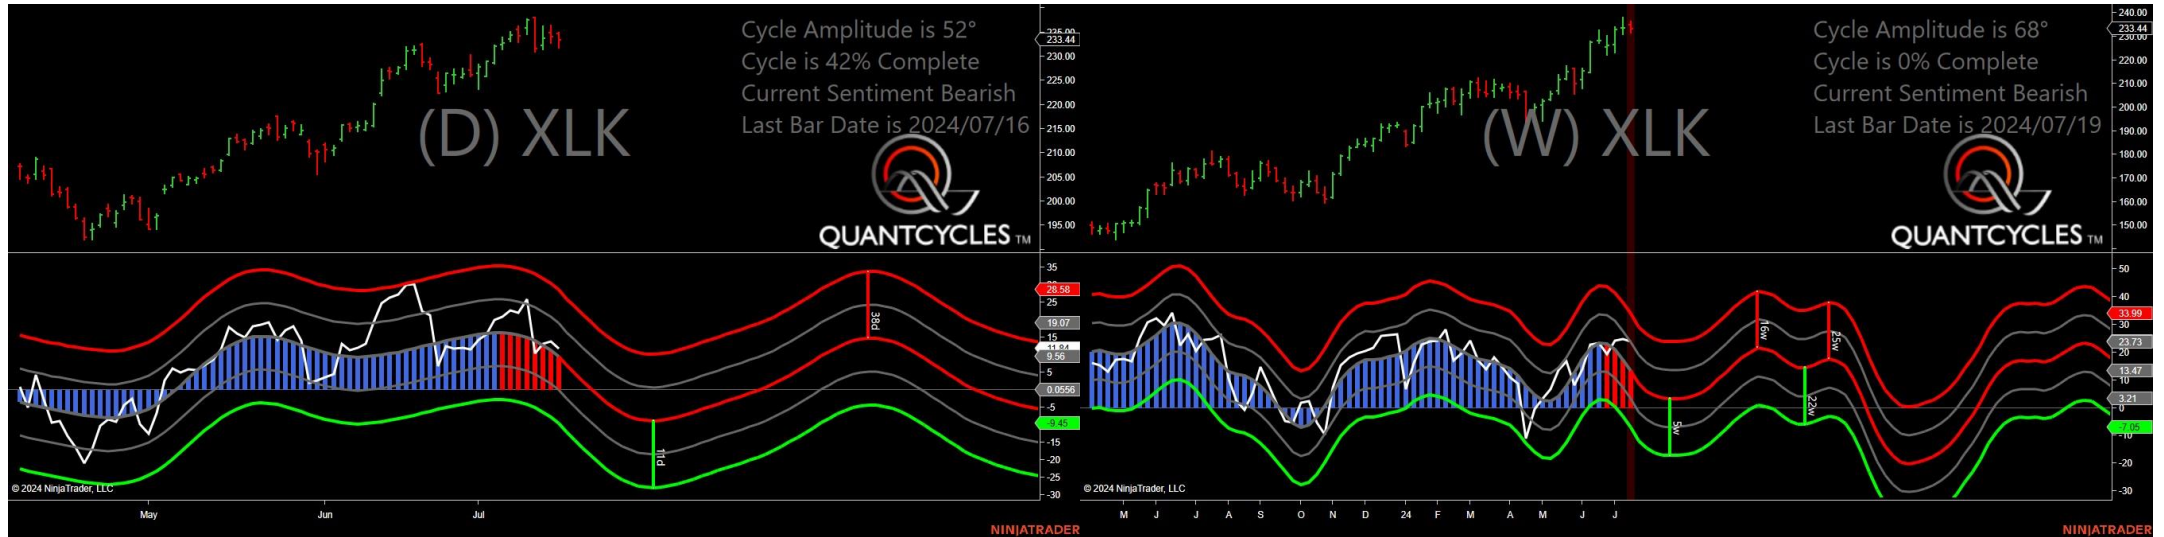 Cycle Amplitude is 52°
Cycle is 42% Complete
Current Sentiment Bearish
Last Bar Date is 2024/07/16
(D) XLK
QUANTCYCLES TM
233.44
230.00
225.00
220.00
215.00
210.00
205.00
200.00
195.00
35
28.58
25
19.07
15
11.84
9.56
5
0.0556
-5
-9.45
-15
-20
-25
-30
38d
11d
© 2024 NinjaTrader, LLC
May
Jun
Jul
NINJATRADER
Cycle Amplitude is 68°
Cycle is 0% Complete
Current Sentiment Bearish
Last Bar Date is 2024/07/19
(W) XLK
QUANTCYCLES TM
240.00
233.44
230.00
220.00
210.00
200.00
190.00
180.00
170.00
160.00
150.00
50
40
33.99
30
23.73
20
13.47
10
3.21
0
-7.05
-10
-20
-30
16w
25w
5w
22w
© 2024 NinjaTrader, LLC
M J J A S O N D 24 F M A M J J
NINJATRADER